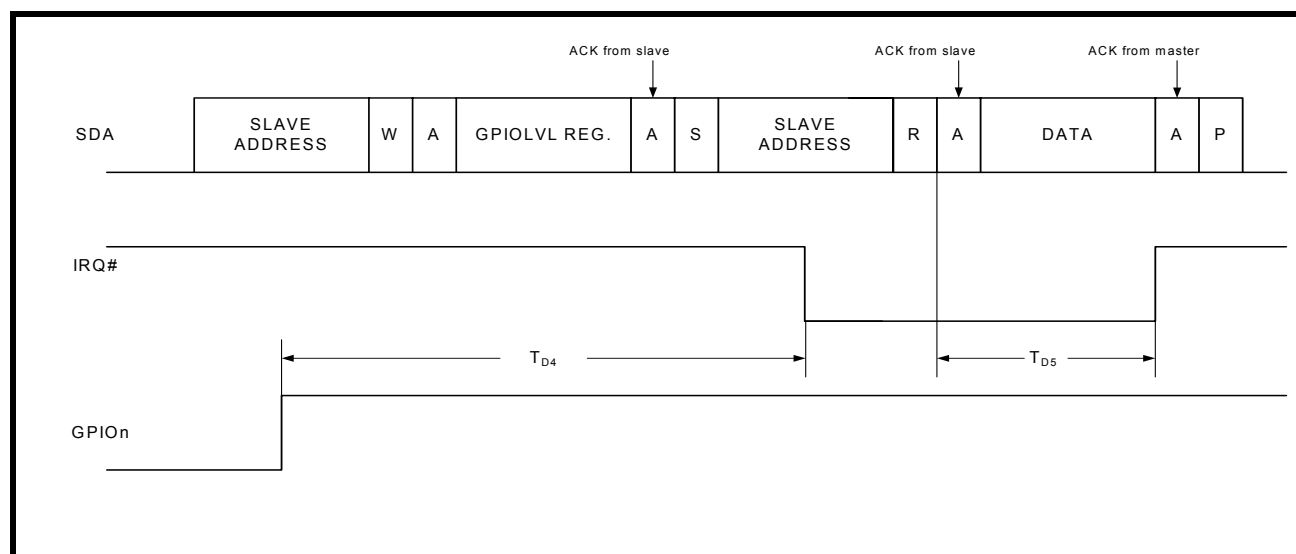 ACK from slave
ACK from slave
ACK from master
SDA
SLAVE ADDRESS
W
A
GPIOLVL REG.
A
S
SLAVE ADDRESS
R
A
DATA
A
P
IRQ#
TD4
TD5
GPIOn